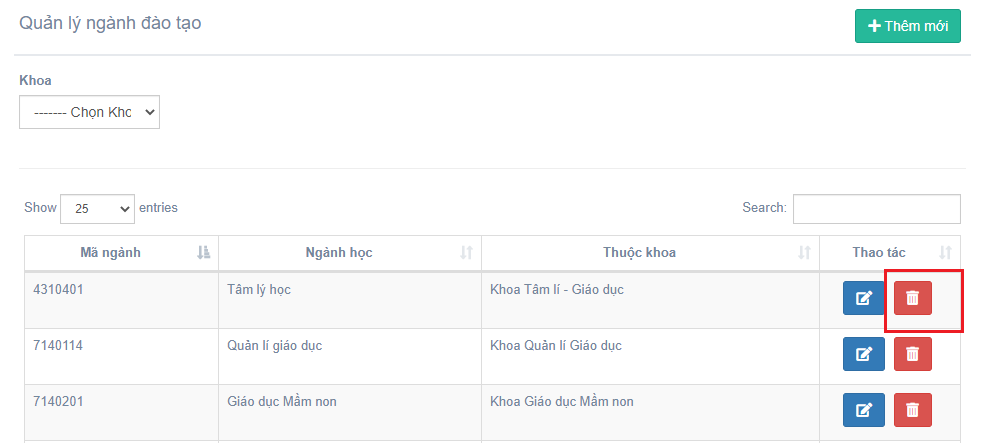 Quản lý ngành đào tạo
Thêm mới
Khoa
------- Chọn Kho
Show 25 entries
Search:
Mã ngành Ngành học Thuộc khoa Thao tác
4310401 Tâm lý học Khoa Tâm lí - Giáo dục
7140114 Quản lí giáo dục Khoa Quản lí Giáo dục
7140201 Giáo dục Mầm non Khoa Giáo dục Mầm non